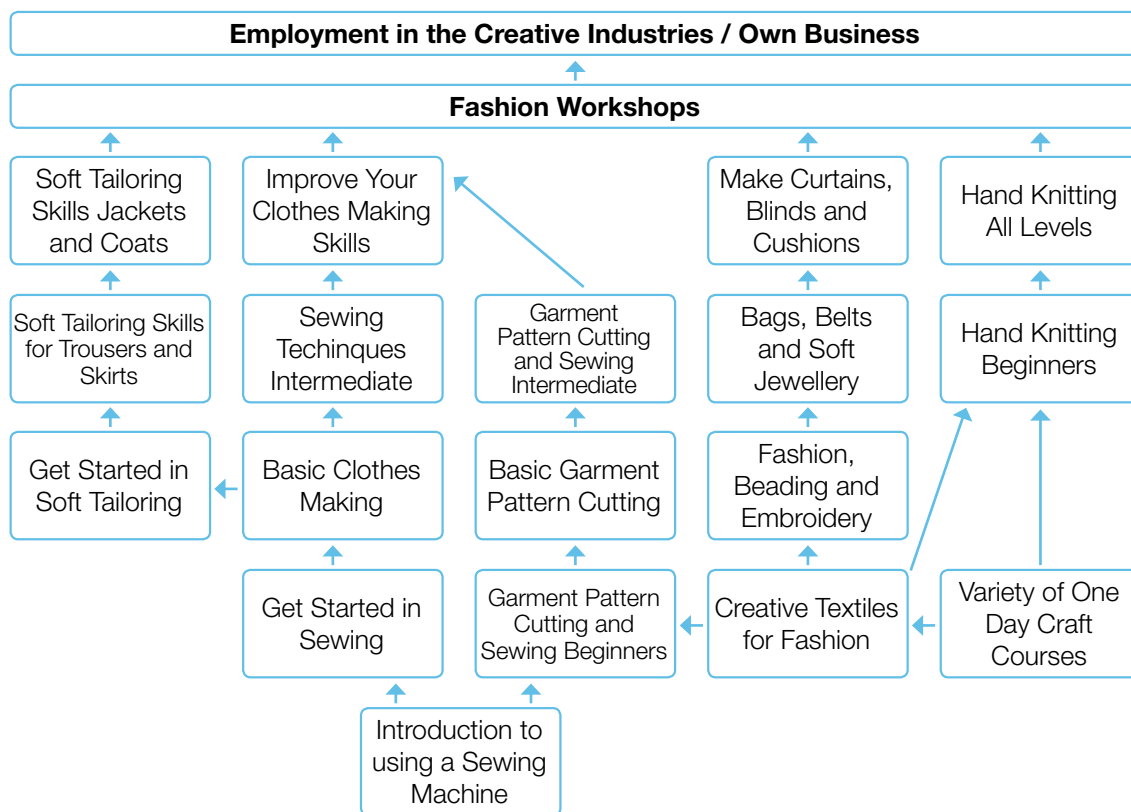 Employment in the Creative Industries / Own Business
Fashion Workshops
Soft Tailoring
Skills Jackets
and Coats
Improve Your
Clothes Making
Skills
Make Curtains,
Blinds and
Cushions
Hand Knitting
All Levels
Soft Tailoring Skills
for Trousers and
Skirts
Sewing
Techinques
Intermediate
Garment
Pattern Cutting
and Sewing
Intermediate
Bags, Belts
and Soft
Jewellery
Hand Knitting
Beginners
Get Started in
Soft Tailoring
Basic Clothes
Making
Basic Garment
Pattern Cutting
Fashion,
Beading and
Embroidery
Get Started in
Sewing
Garment Pattern
Cutting and
Sewing Beginners
Creative Textiles
for Fashion
Variety of One
Day Craft
Courses
Introduction to
using a Sewing
Machine